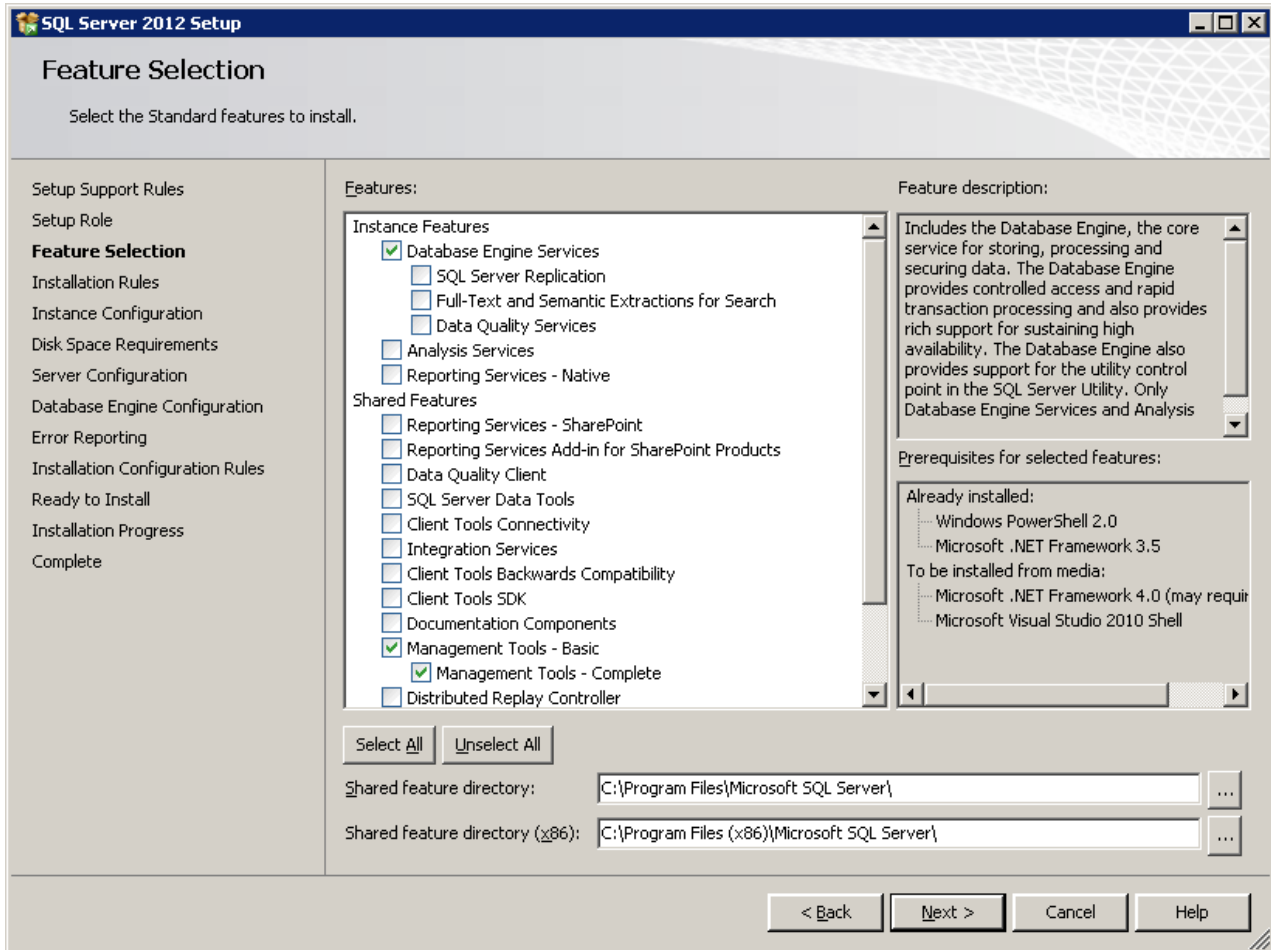 SQL Server 2012 Setup
Feature Selection
Select the Standard features to install.
Setup Support Rules
Setup Role
Feature Selection
Installation Rules
Instance Configuration
Disk Space Requirements
Server Configuration
Database Engine Configuration
Error Reporting
Installation Configuration Rules
Ready to Install
Installation Progress
Complete
Features:
Instance Features
Database Engine Services
SQL Server Replication
Full-Text and Semantic Extractions for Search
Data Quality Services
Analysis Services
Reporting Services - Native
Shared Features
Reporting Services - SharePoint
Reporting Services Add-in for SharePoint Products
Data Quality Client
SQL Server Data Tools
Client Tools Connectivity
Integration Services
Client Tools Backwards Compatibility
Client Tools SDK
Documentation Components
Management Tools - Basic
Management Tools - Complete
Distributed Replay Controller
Feature description:
Includes the Database Engine, the core
service for storing, processing and
securing data. The Database Engine
provides controlled access and rapid
transaction processing and also provides
rich support for sustaining high
availability. The Database Engine also
provides support for the utility control
point in the SQL Server Utility. Only
Database Engine Services and Analysis
Prerequisites for selected features:
Already installed:
Windows PowerShell 2.0
Microsoft .NET Framework 3.5
To be installed from media:
Microsoft .NET Framework 4.0 (may requir
Microsoft Visual Studio 2010 Shell
Select All
Unselect All
Shared feature directory:
C:\Program Files\Microsoft SQL Server\
...
Shared feature directory (x86):
C:\Program Files (x86)\Microsoft SQL Server\
...
< Back
Next >
Cancel
Help